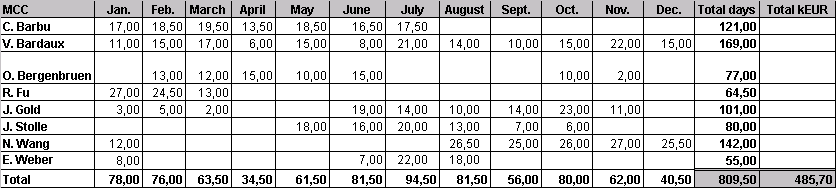 MCC Jan. Feb. March April May June July August Sept. Oct. Nov. Dec. Total days Total kEUR
C. Barbu 17,00 18,50 19,50 13,50 18,50 16,50 17,50 121,00
V. Bardaux 11,00 15,00 17,00 6,00 15,00 8,00 21,00 14,00 10,00 15,00 22,00 15,00 169,00
O. Bergenbruen 13,00 12,00 15,00 10,00 15,00 10,00 2,00 77,00
R. Fu 27,00 24,50 13,00 64,50
J. Gold 3,00 5,00 2,00 19,00 14,00 10,00 14,00 23,00 11,00 101,00
J. Stolle 18,00 16,00 20,00 13,00 7,00 6,00 80,00
N. Wang 12,00 26,50 25,00 26,00 27,00 25,50 142,00
E. Weber 8,00 7,00 22,00 18,00 55,00
Total 78,00 76,00 63,50 34,50 61,50 81,50 94,50 81,50 56,00 80,00 62,00 40,50 809,50 485,70